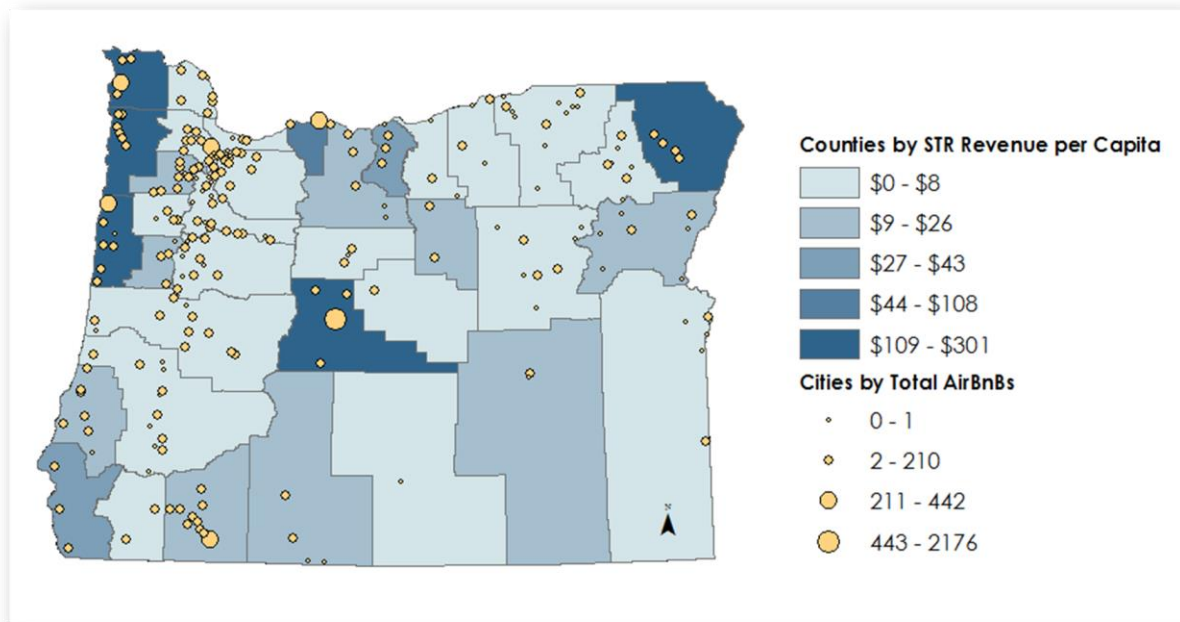 Counties by STR Revenue per Capita
$0 - $8
$9 - $26
$27 - $43
$44 - $108
$109 - $301
Cities by Total AirBnBs
0 - 1
2 - 210
211 - 442
443 - 2176
N